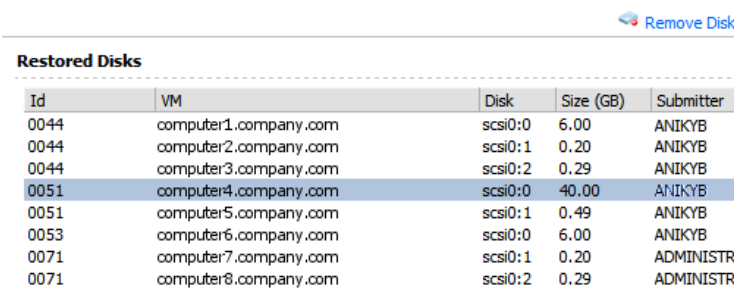 Remove Disk
Restored Disks
Id VM Disk Size (GB) Submitter
0044 computer1.company.com scsi0:0 6.00 ANIKYB
0044 computer2.company.com scsi0:1 0.20 ANIKYB
0044 computer3.company.com scsi0:2 0.29 ANIKYB
0051 computer4.company.com scsi0:0 40.00 ANIKYB
0051 computer5.company.com scsi0:1 0.49 ANIKYB
0053 computer6.company.com scsi0:0 6.00 ANIKYB
0071 computer7.company.com scsi0:1 0.20 ADMINISTR
0071 computer8.company.com scsi0:2 0.29 ADMINISTR